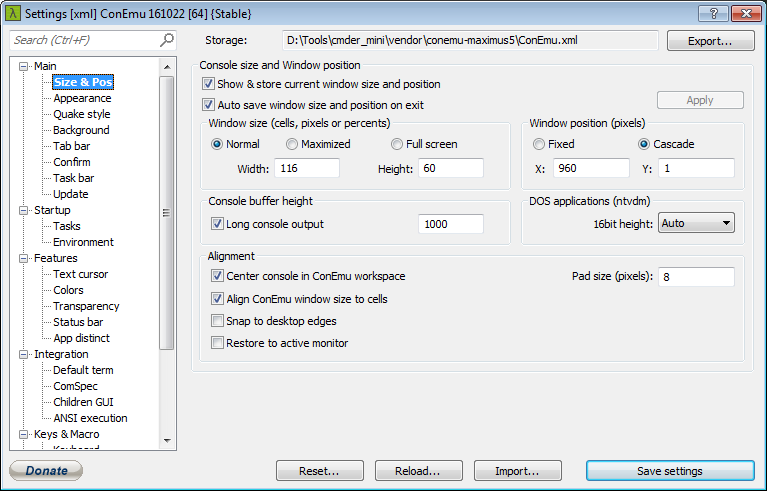 Settings [xml] ConEmu 161022 [64] {Stable}
Search (Ctrl+F)
Storage: D:\Tools\cmder_mini\vendor\conemu-maximus5\ConEmu.xml Export...
Main
Size & Pos
Appearance
Quake style
Background
Tab bar
Confirm
Task bar
Update
Startup
Tasks
Environment
Features
Text cursor
Colors
Transparency
Status bar
App distinct
Integration
Default term
ComSpec
Children GUI
ANSI execution
Keys & Macro
Keyboard
Console size and Window position
Show & store current window size and position
Auto save window size and position on exit
Apply
Window size (cells, pixels or percents)
Normal Maximized Full screen
Width: 116 Height: 60
Window position (pixels)
Fixed Cascade
X: 960 Y: 1
Console buffer height
Long console output 1000
DOS applications (ntvdm)
16bit height: Auto
Alignment
Center console in ConEmu workspace Pad size (pixels): 8
Align ConEmu window size to cells
Snap to desktop edges
Restore to active monitor
Donate Reset... Reload... Import... Save settings